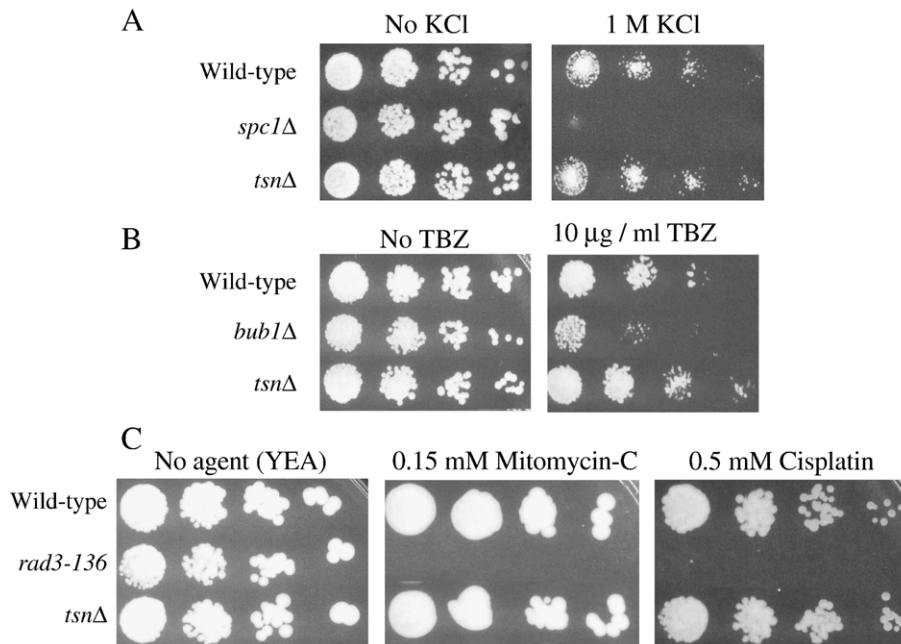 A
No KCl
1 M KCl
Wild-type
spc1Δ
tsnΔ
B
No TBZ
10 μg / ml TBZ
Wild-type
bub1Δ
tsnΔ
C
No agent (YEA)
0.15 mM Mitomycin-C
0.5 mM Cisplatin
Wild-type
rad3-136
tsnΔ